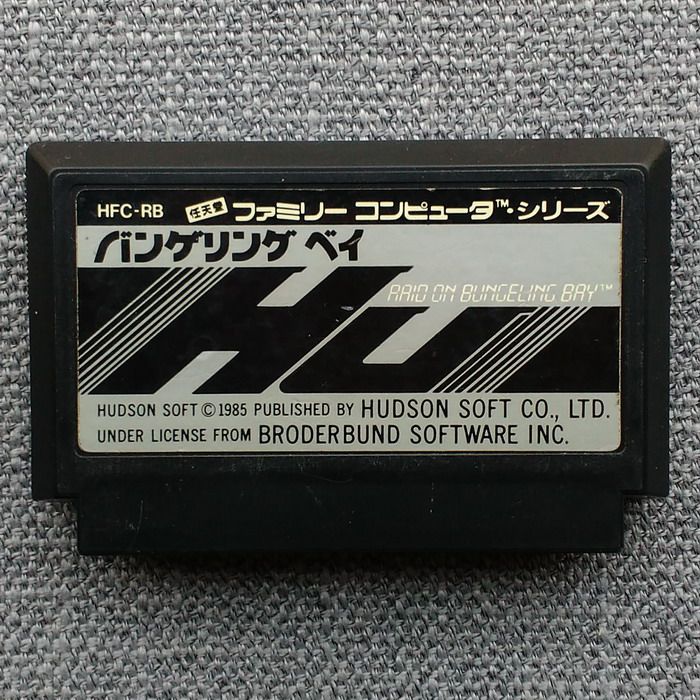 HFC-RB 任天堂 ファミリー コンピュータ™・シリーズ
バンゲリング ベイ
RAID ON BUNGELING BAY™
HU
HUDSON SOFT © 1985 PUBLISHED BY HUDSON SOFT CO., LTD.
UNDER LICENSE FROM BRODERBUND SOFTWARE INC.